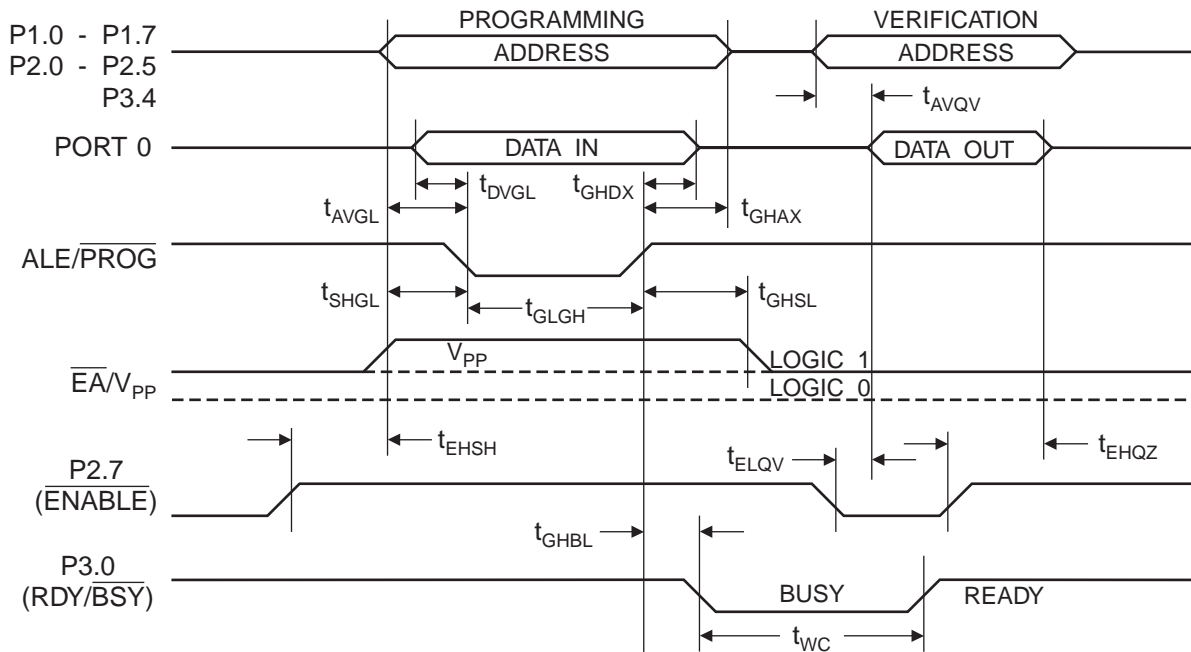 PROGRAMMING
VERIFICATION
P1.0 - P1.7
P2.0 - P2.5
P3.4
ADDRESS
ADDRESS
tAVQV
PORT 0
DATA IN
DATA OUT
tDVGL
tGHDX
tAVGL
tGHAX
ALE/PROG
tSHGL
tGLGH
tGHSL
VPP
LOGIC 1
EA/VPP
LOGIC 0
tEHSH
tELQV
tEHQZ
P2.7
(ENABLE)
tGHBL
P3.0
(RDY/BSY)
BUSY
READY
tWC